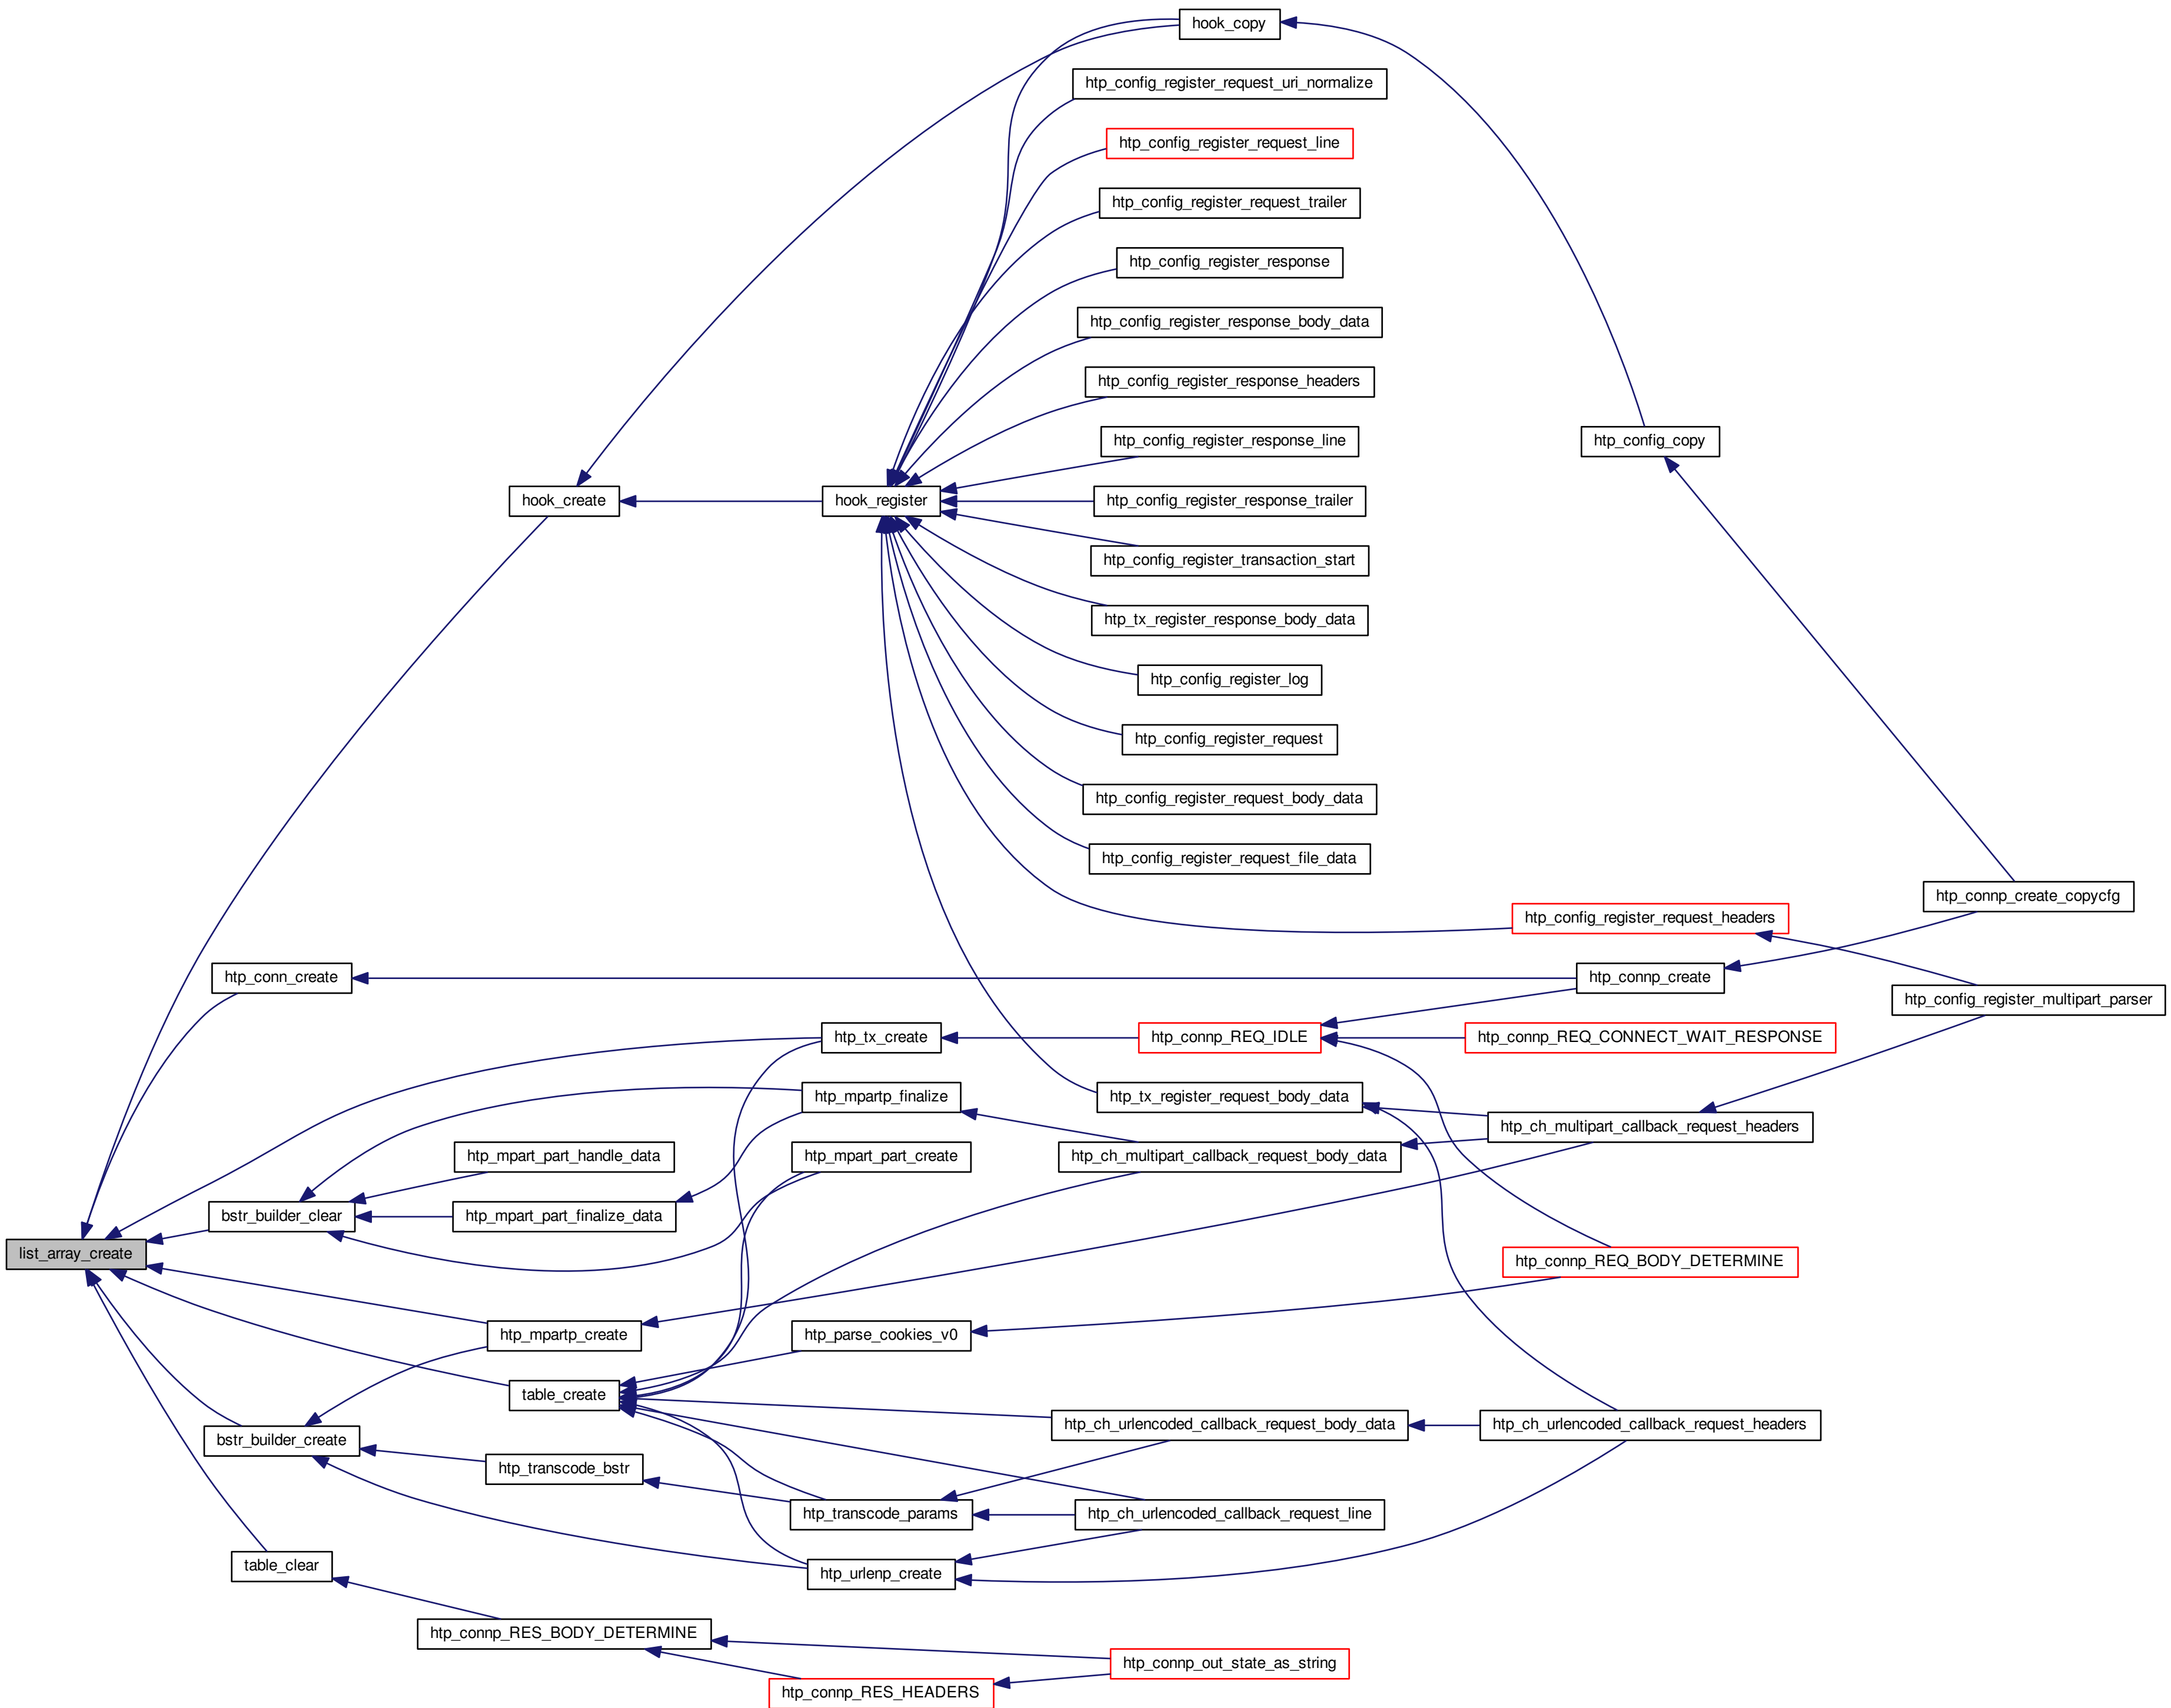 hook_copy
htp_config_register_request_uri_normalize
htp_config_register_request_line
htp_config_register_request_trailer
htp_config_register_response
htp_config_register_response_body_data
htp_config_register_response_headers
htp_config_register_response_line
htp_config_copy
hook_create
hook_register
htp_config_register_response_trailer
htp_config_register_transaction_start
htp_tx_register_response_body_data
htp_config_register_log
htp_config_register_request
htp_config_register_request_body_data
htp_config_register_request_file_data
htp_connp_create_copycfg
htp_config_register_request_headers
htp_conn_create
htp_connp_create
htp_config_register_multipart_parser
htp_tx_create
htp_connp_REQ_IDLE
htp_connp_REQ_CONNECT_WAIT_RESPONSE
htp_mpartp_finalize
htp_tx_register_request_body_data
htp_ch_multipart_callback_request_headers
htp_mpart_part_handle_data
htp_mpart_part_create
htp_ch_multipart_callback_request_body_data
bstr_builder_clear
htp_mpart_part_finalize_data
list_array_create
htp_connp_REQ_BODY_DETERMINE
htp_mpartp_create
htp_parse_cookies_v0
table_create
htp_ch_urlencoded_callback_request_body_data
htp_ch_urlencoded_callback_request_headers
bstr_builder_create
htp_transcode_bstr
htp_transcode_params
htp_ch_urlencoded_callback_request_line
table_clear
htp_urlenp_create
htp_connp_RES_BODY_DETERMINE
htp_connp_out_state_as_string
htp_connp_RES_HEADERS